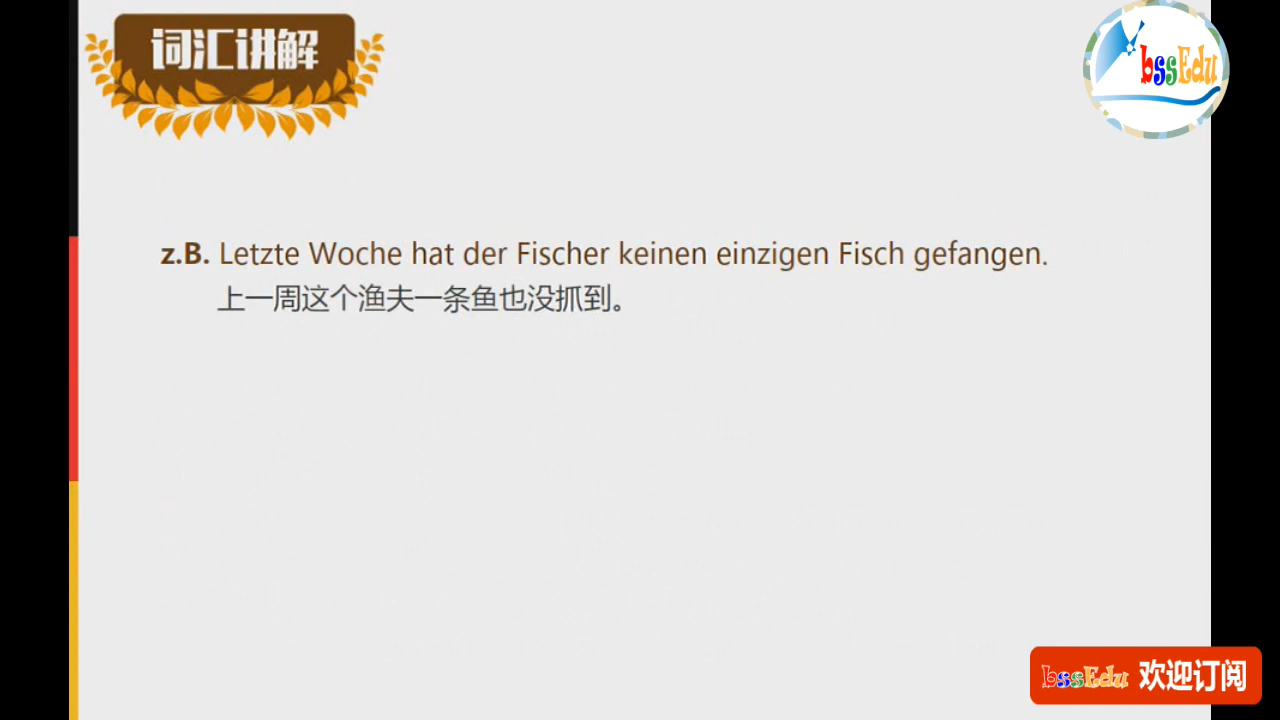 词汇讲解
bssEdu
z.B. Letzte Woche hat der Fischer keinen einzigen Fisch gefangen.
上一周这个渔夫一条鱼也没抓到。
bssEdu 欢迎订阅